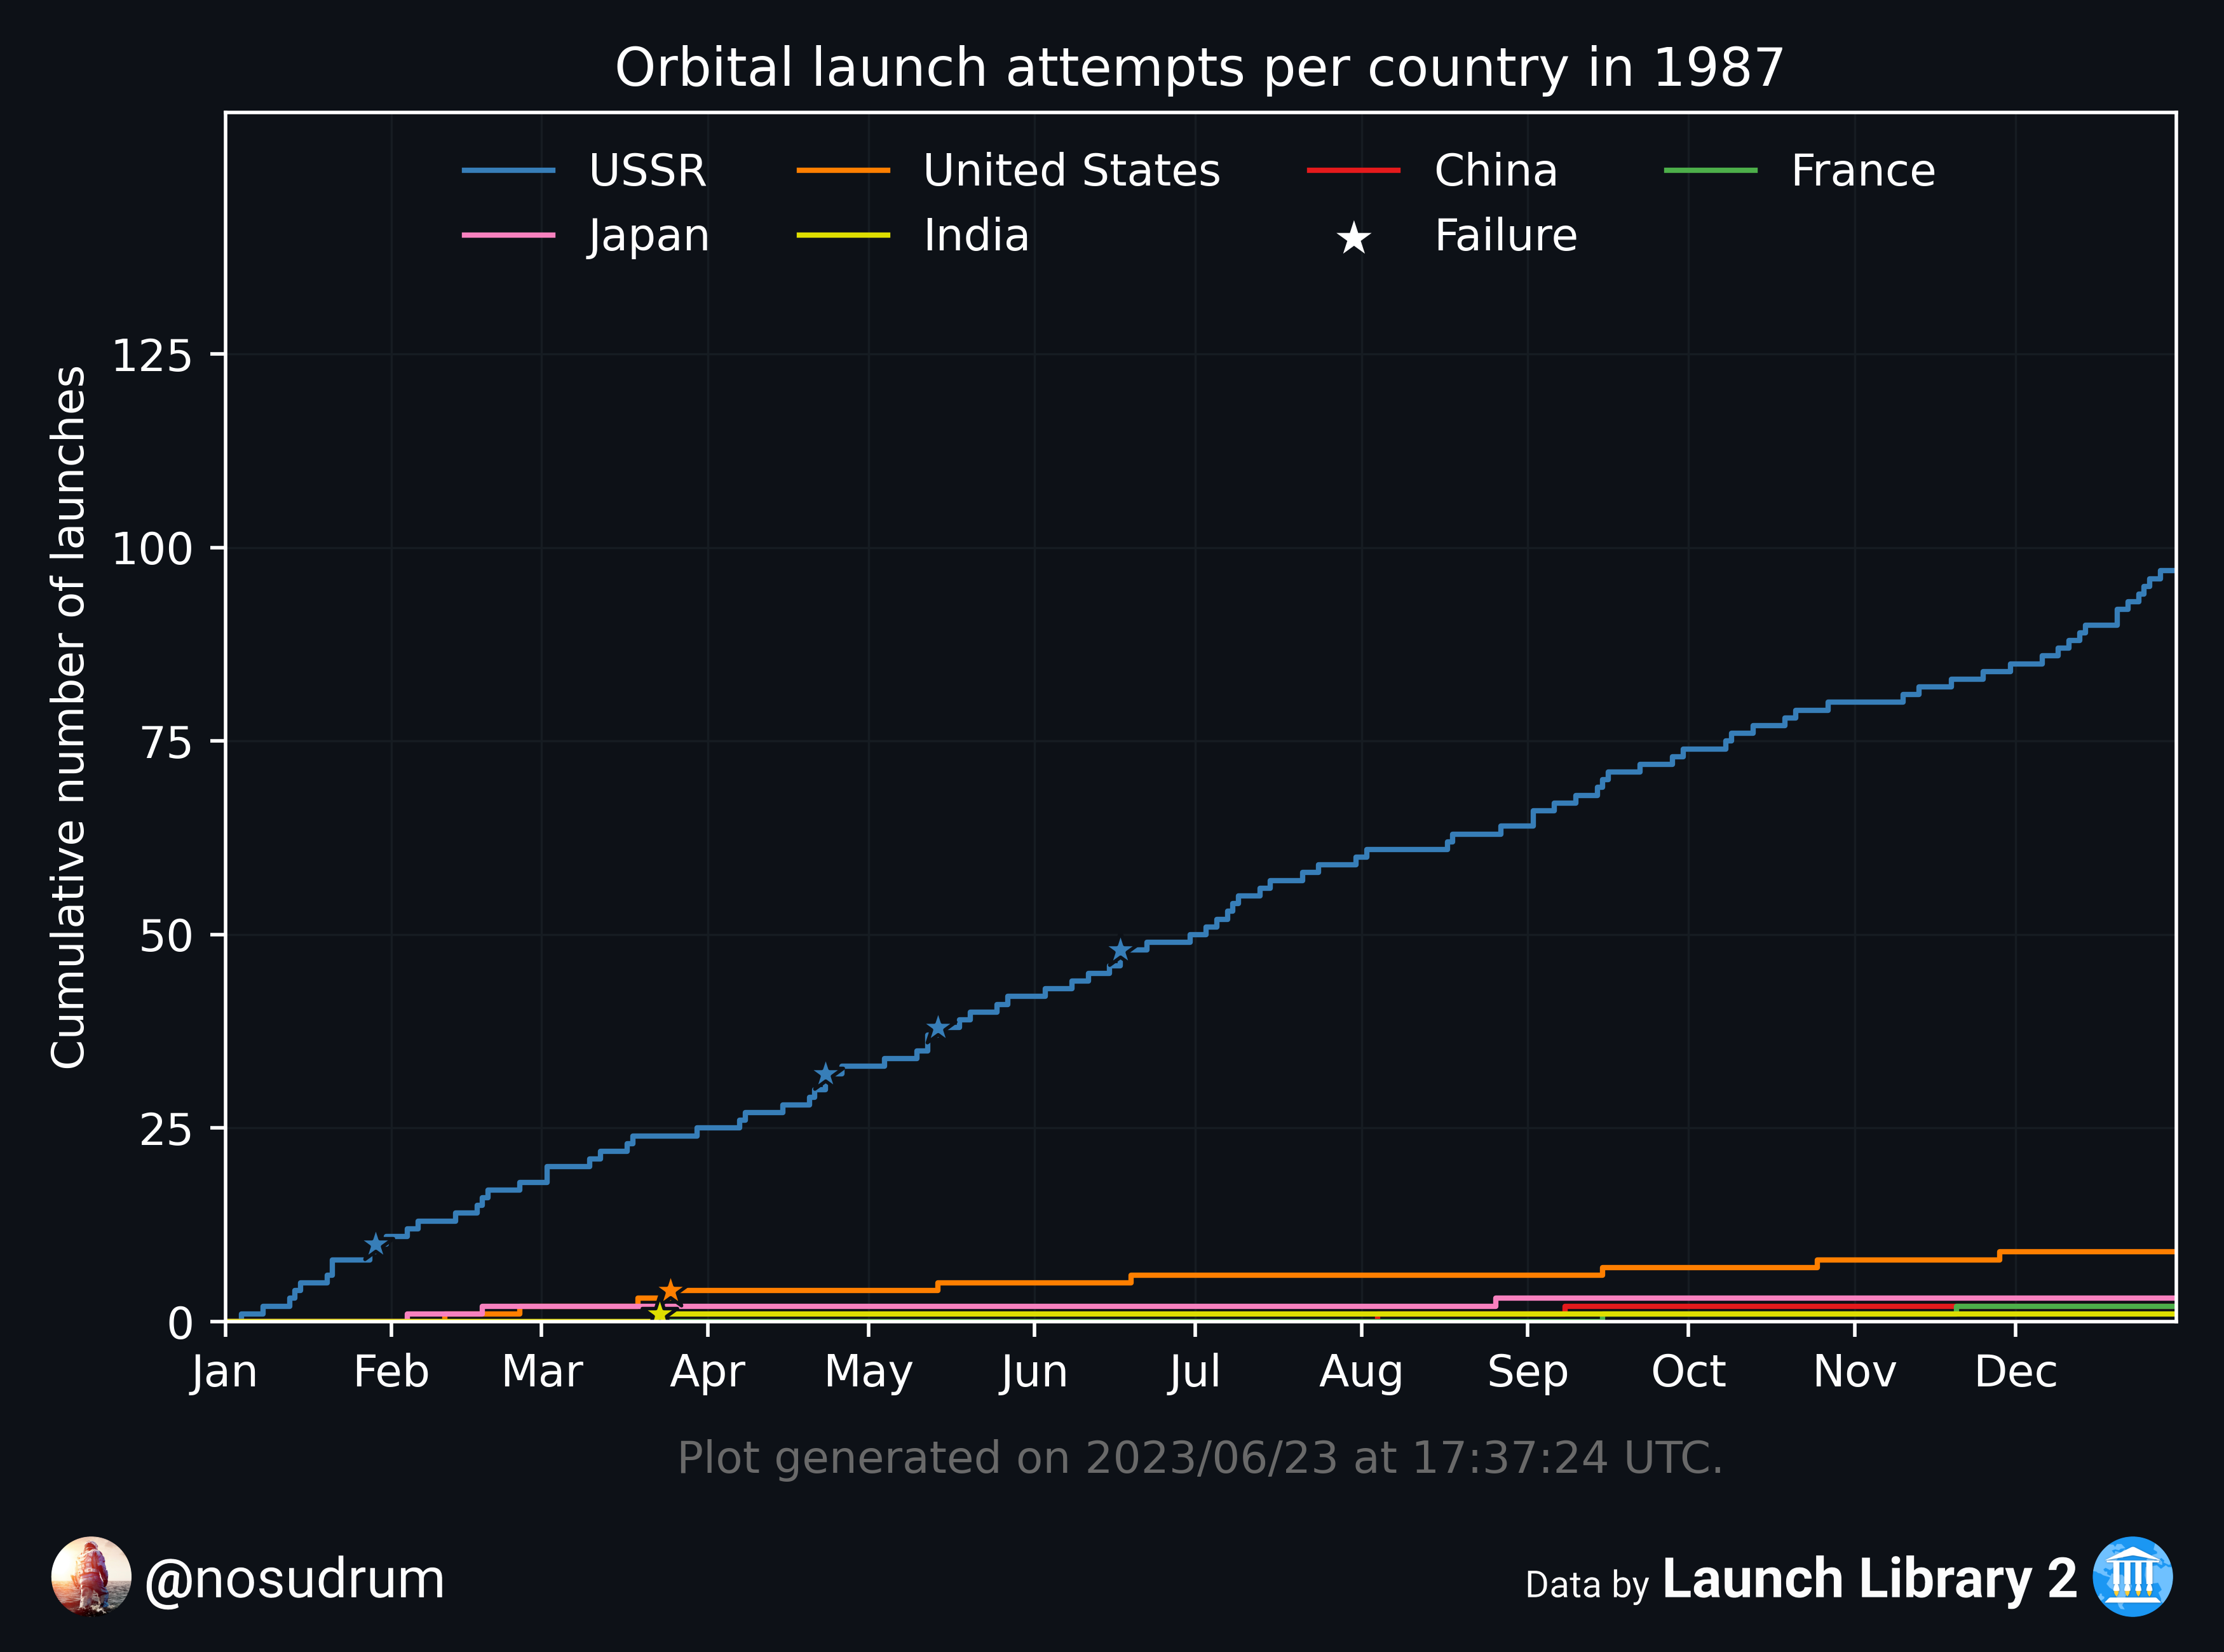 Orbital launch attempts per country in 1987
USSR
United States
China
France
Japan
India
Failure
Cumulative number of launches
125
100
75
50
25
0
Jan Feb Mar Apr May Jun Jul Aug Sep Oct Nov Dec
Plot generated on 2023/06/23 at 17:37:24 UTC.
@nosudrum
Data by Launch Library 2